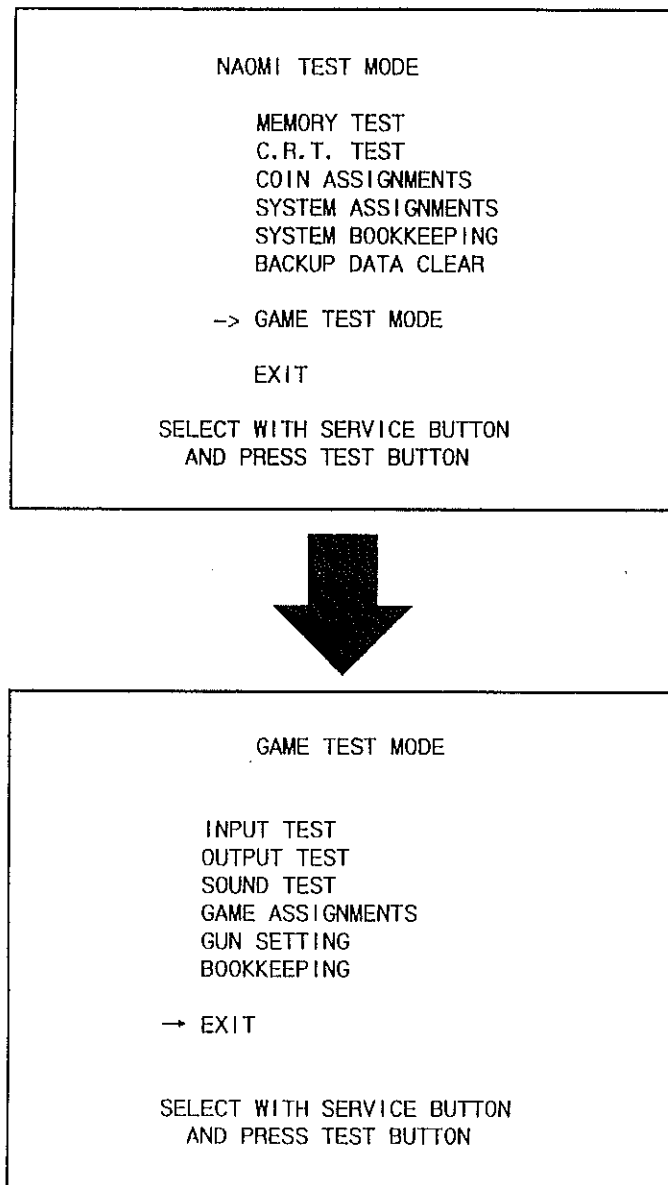 NAOMI TEST MODE
MEMORY TEST
C.R.T. TEST
COIN ASSIGNMENTS
SYSTEM ASSIGNMENTS
SYSTEM BOOKKEEPING
BACKUP DATA CLEAR
-> GAME TEST MODE
EXIT
SELECT WITH SERVICE BUTTON
AND PRESS TEST BUTTON
GAME TEST MODE
INPUT TEST
OUTPUT TEST
SOUND TEST
GAME ASSIGNMENTS
GUN SETTING
BOOKKEEPING
→ EXIT
SELECT WITH SERVICE BUTTON
AND PRESS TEST BUTTON